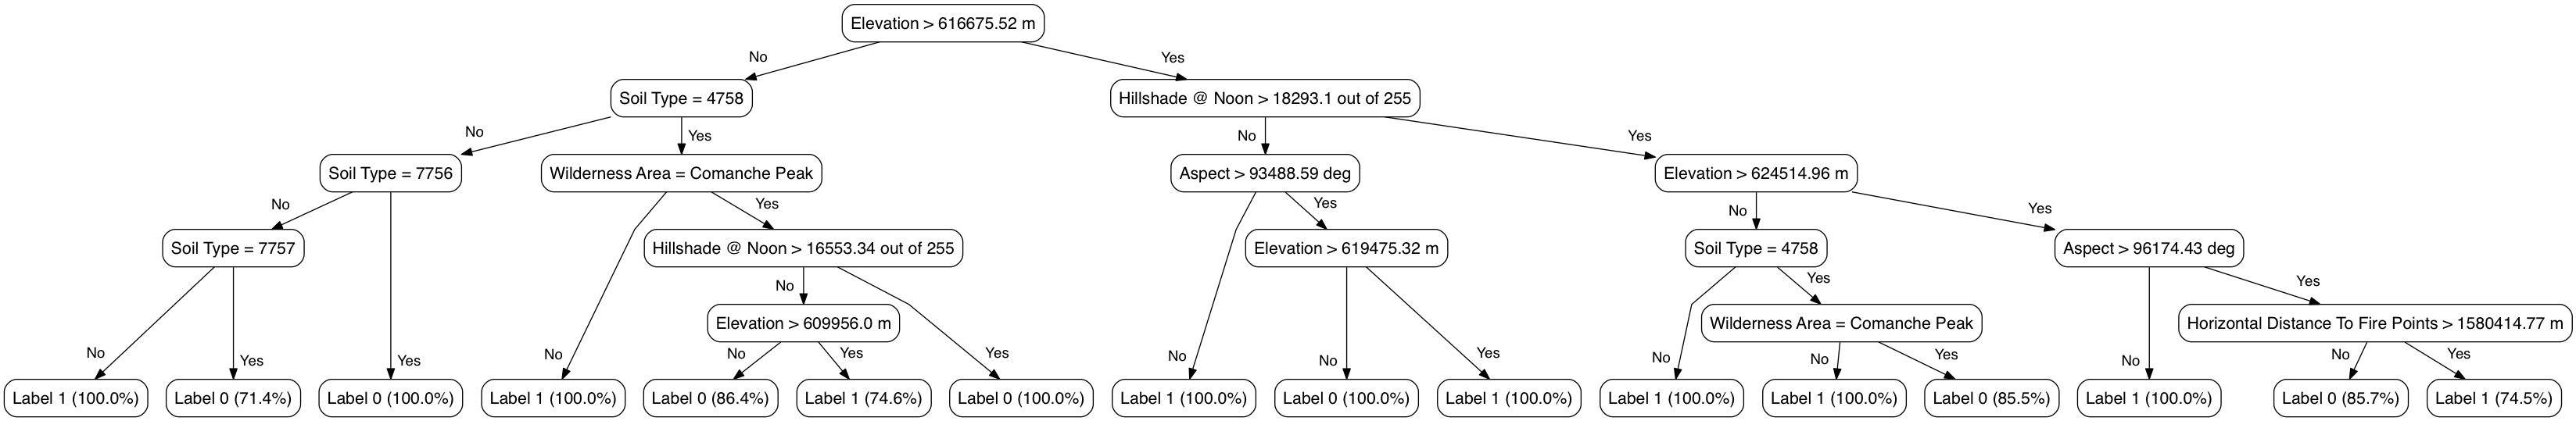 Elevation > 616675.52 m
No
Yes
Soil Type = 4758
Hillshade @ Noon > 18293.1 out of 255
No
Yes
No
Yes
Soil Type = 7756
Wilderness Area = Comanche Peak
Aspect > 93488.59 deg
Elevation > 624514.96 m
No
Yes
Yes
No
Yes
Soil Type = 7757
Hillshade @ Noon > 16553.34 out of 255
Elevation > 619475.32 m
Soil Type = 4758
Aspect > 96174.43 deg
No
Yes
Yes
Elevation > 609956.0 m
Wilderness Area = Comanche Peak
Horizontal Distance To Fire Points > 1580414.77 m
No
Yes
Yes
No
No
Yes
Yes
No
No
Yes
No
No
Yes
No
No
Yes
Label 1 (100.0%)
Label 0 (71.4%)
Label 0 (100.0%)
Label 1 (100.0%)
Label 0 (86.4%)
Label 1 (74.6%)
Label 0 (100.0%)
Label 1 (100.0%)
Label 0 (100.0%)
Label 1 (100.0%)
Label 1 (100.0%)
Label 1 (100.0%)
Label 0 (85.5%)
Label 1 (100.0%)
Label 0 (85.7%)
Label 1 (74.5%)